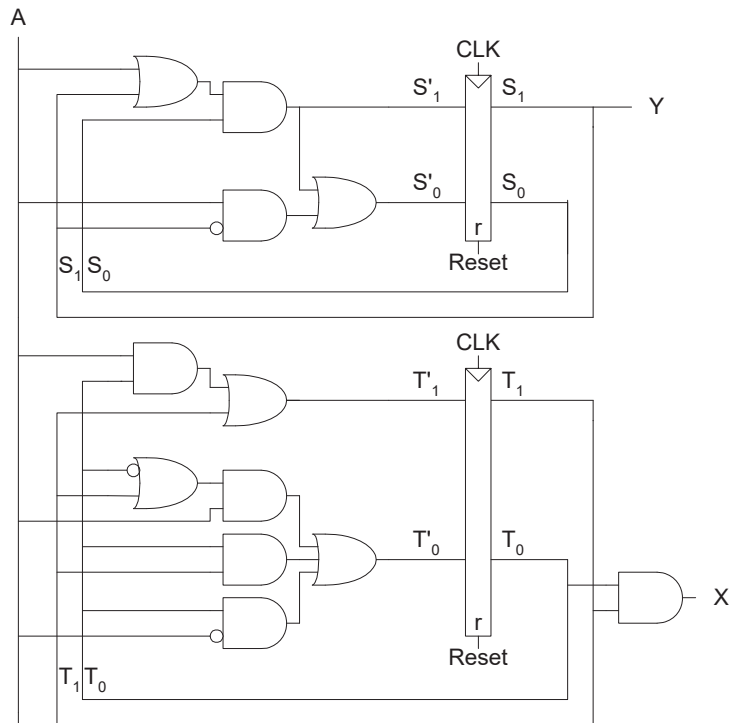 A
CLK
S'1 S1
Y
S'0 S0
r
Reset
S1 S0
CLK
T'1 T1
T'0 T0
X
r
Reset
T1 T0